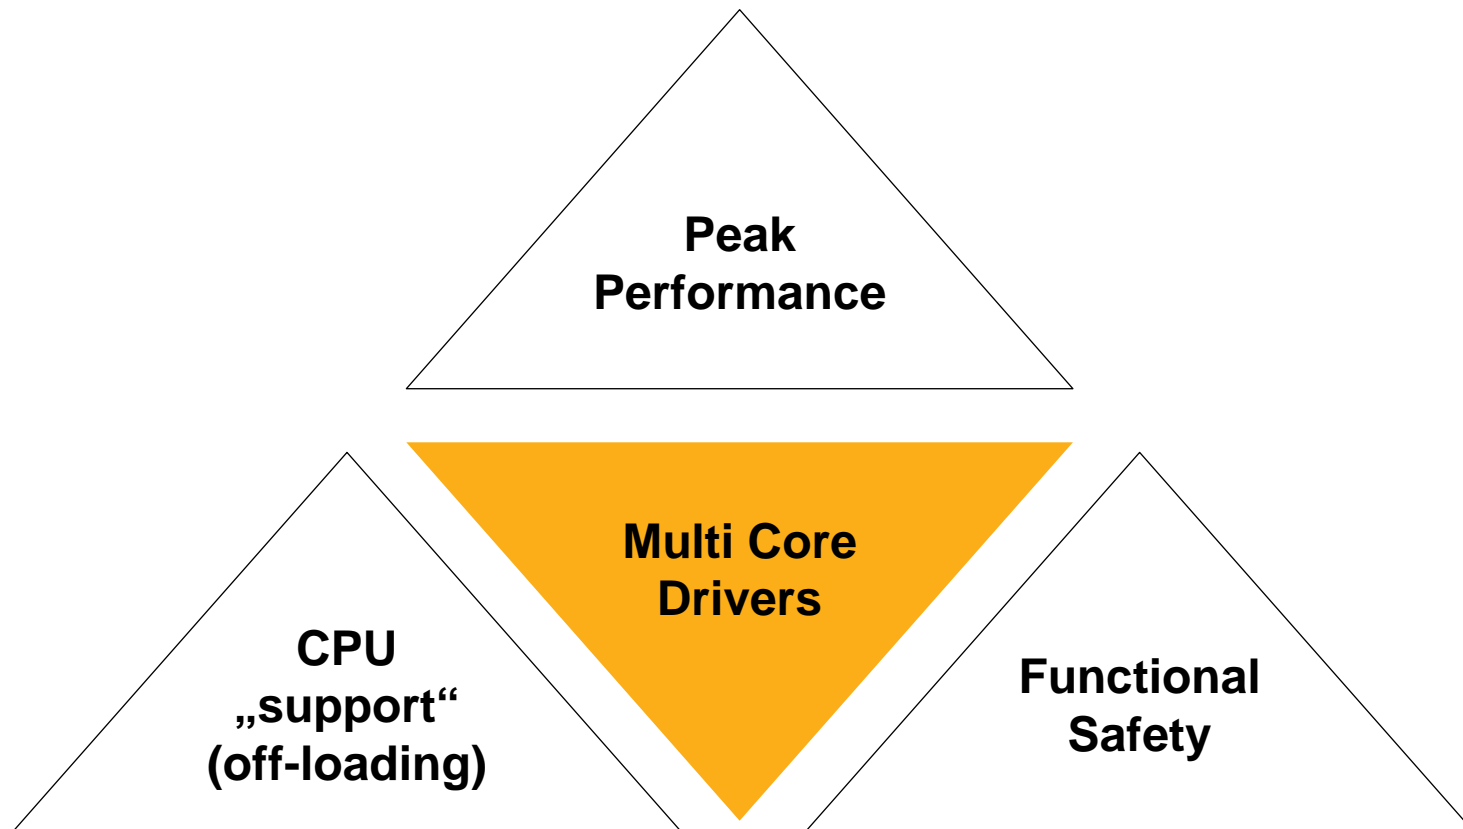 Peak
Performance
Multi Core
Drivers
CPU
„support“
(off-loading)
Functional
Safety